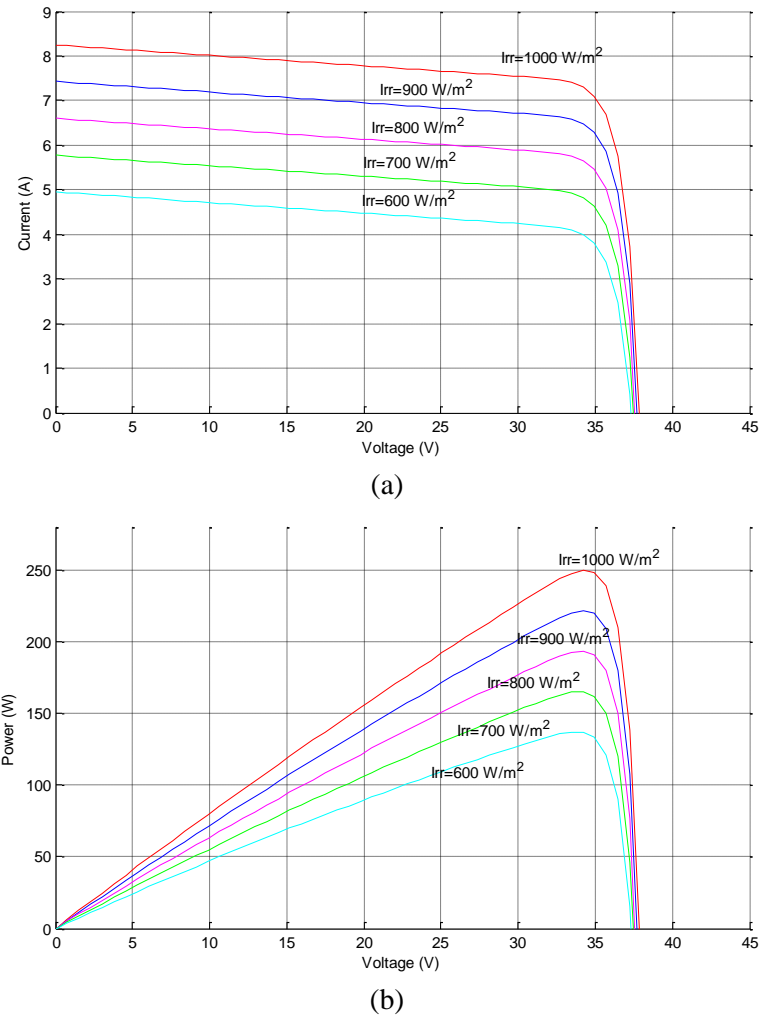 9
8
7
6
5
4
3
2
1
0
Current (A)
Irr=1000 W/m²
Irr=900 W/m²
Irr=800 W/m²
Irr=700 W/m²
Irr=600 W/m²
0 5 10 15 20 25 30 35 40 45
Voltage (V)
(a)
250
200
150
100
50
0
Power (W)
Irr=1000 W/m²
Irr=900 W/m²
Irr=800 W/m²
Irr=700 W/m²
Irr=600 W/m²
0 5 10 15 20 25 30 35 40 45
Voltage (V)
(b)